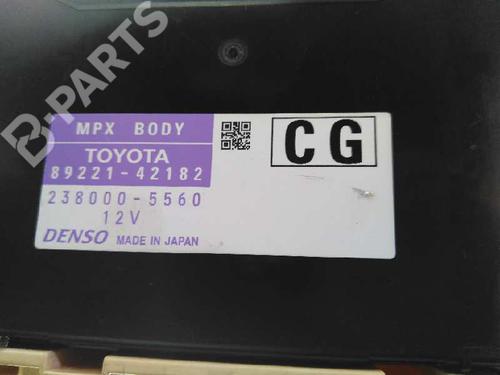 B-PARTS
MPX BODY
TOYOTA
89221-42182
238000-5560
12V
DENSO MADE IN JAPAN
CG